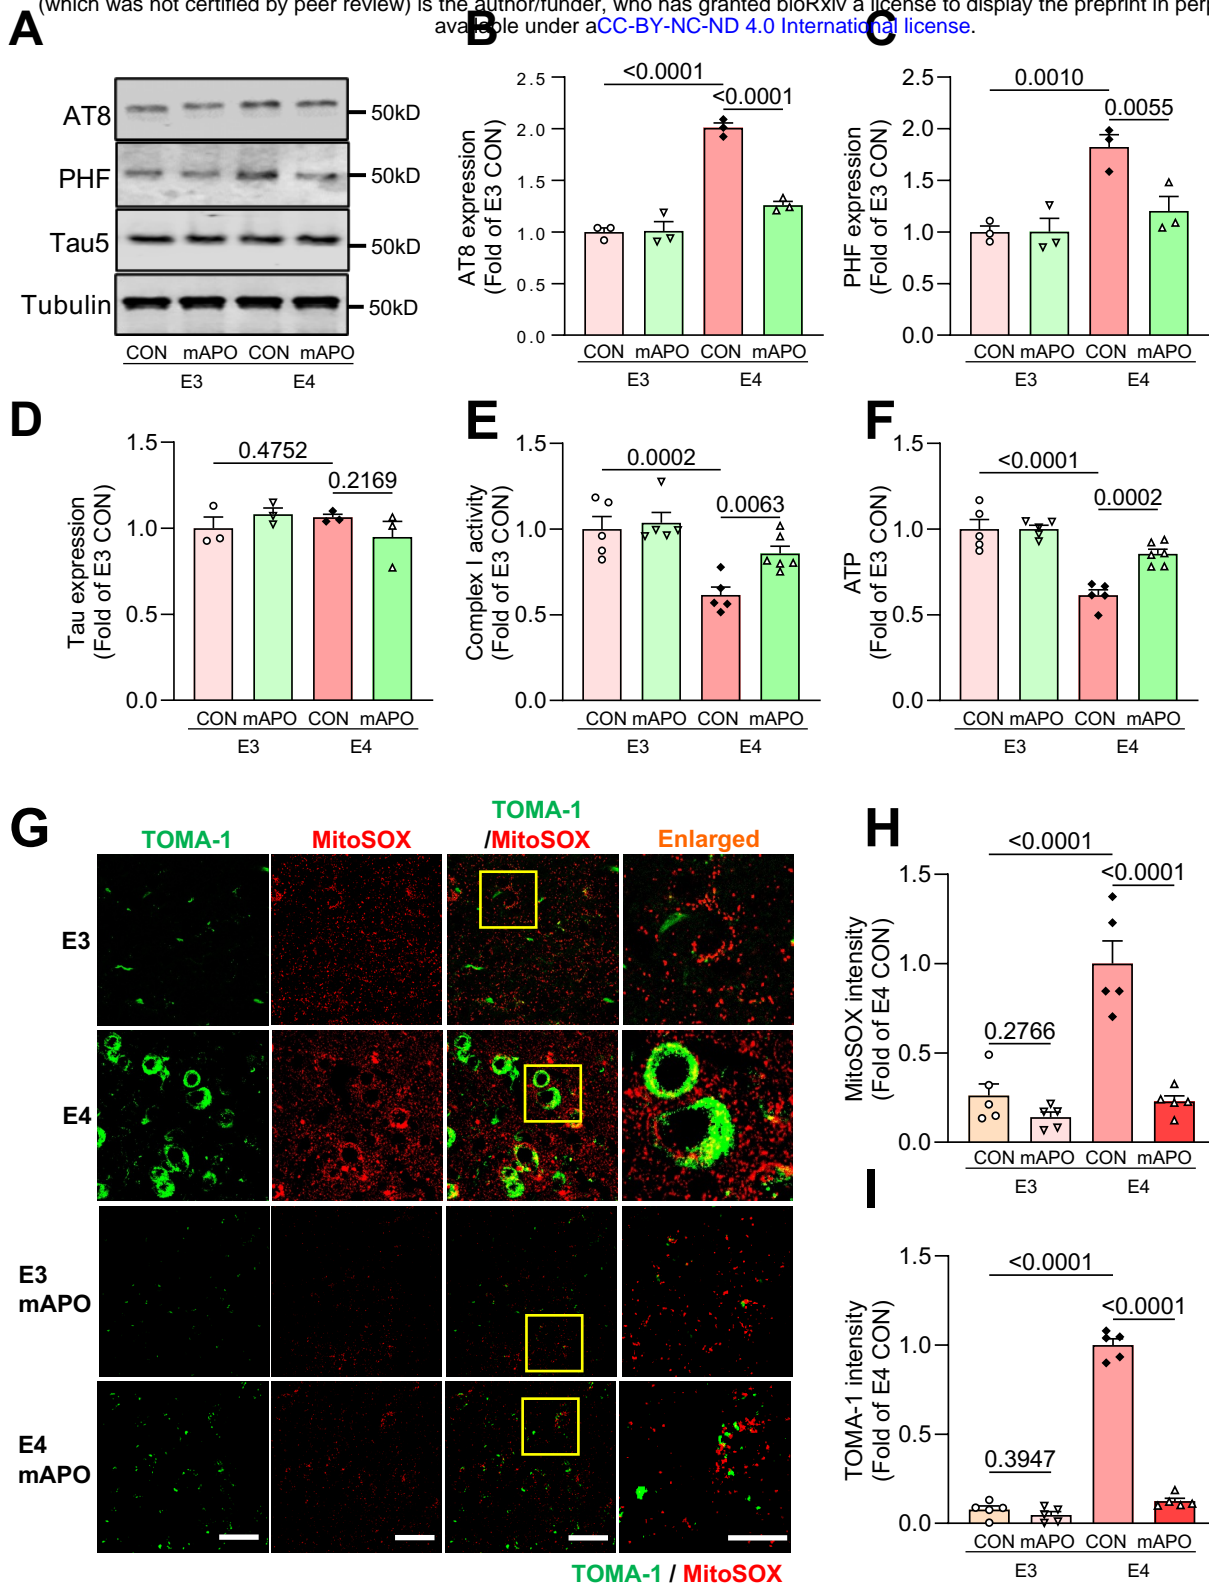 (which was not certified by peer review) is the author/funder, who has granted bioRxiv a license to display the preprint in perp
available under aCC-BY-NC-ND 4.0 International license.
A
AT8
50kD
PHF
50kD
Tau5
50kD
Tubulin
50kD
CON mAPO CON mAPO
E3 E4
B
AT8 expression
(Fold of E3 CON)
2.5
2.0
1.5
1.0
0.5
0.0
<0.0001
<0.0001
CON mAPO CON mAPO
E3 E4
C
PHF expression
(Fold of E3 CON)
2.5
2.0
1.5
1.0
0.5
0.0
0.0010
0.0055
CON mAPO CON mAPO
E3 E4
D
Tau expression
(Fold of E3 CON)
1.5
1.0
0.5
0.0
0.4752
0.2169
CON mAPO CON mAPO
E3 E4
E
Complex I activity
(Fold of E3 CON)
1.5
1.0
0.5
0.0
0.0002
0.0063
CON mAPO CON mAPO
E3 E4
F
ATP
(Fold of E3 CON)
1.5
1.0
0.5
0.0
<0.0001
0.0002
CON mAPO CON mAPO
E3 E4
G
TOMA-1
MitoSOX
TOMA-1
/MitoSOX
Enlarged
E3
E4
E3
mAPO
E4
mAPO
TOMA-1 / MitoSOX
H
MitoSOX intensity
(Fold of E4 CON)
1.5
1.0
0.5
0.0
<0.0001
<0.0001
0.2766
CON mAPO CON mAPO
E3 E4
I
TOMA-1 intensity
(Fold of E4 CON)
1.5
1.0
0.5
0.0
<0.0001
<0.0001
0.3947
CON mAPO CON mAPO
E3 E4